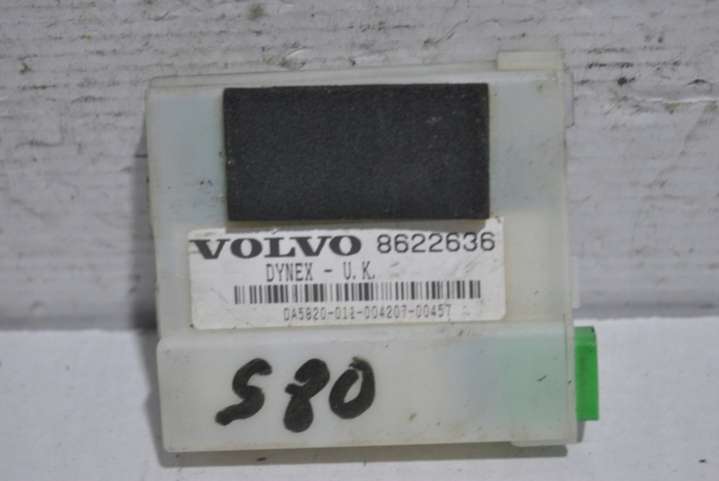 VOLVO 8622636
DYNEX - U.K.
DA5820-011-004207-00457
S80